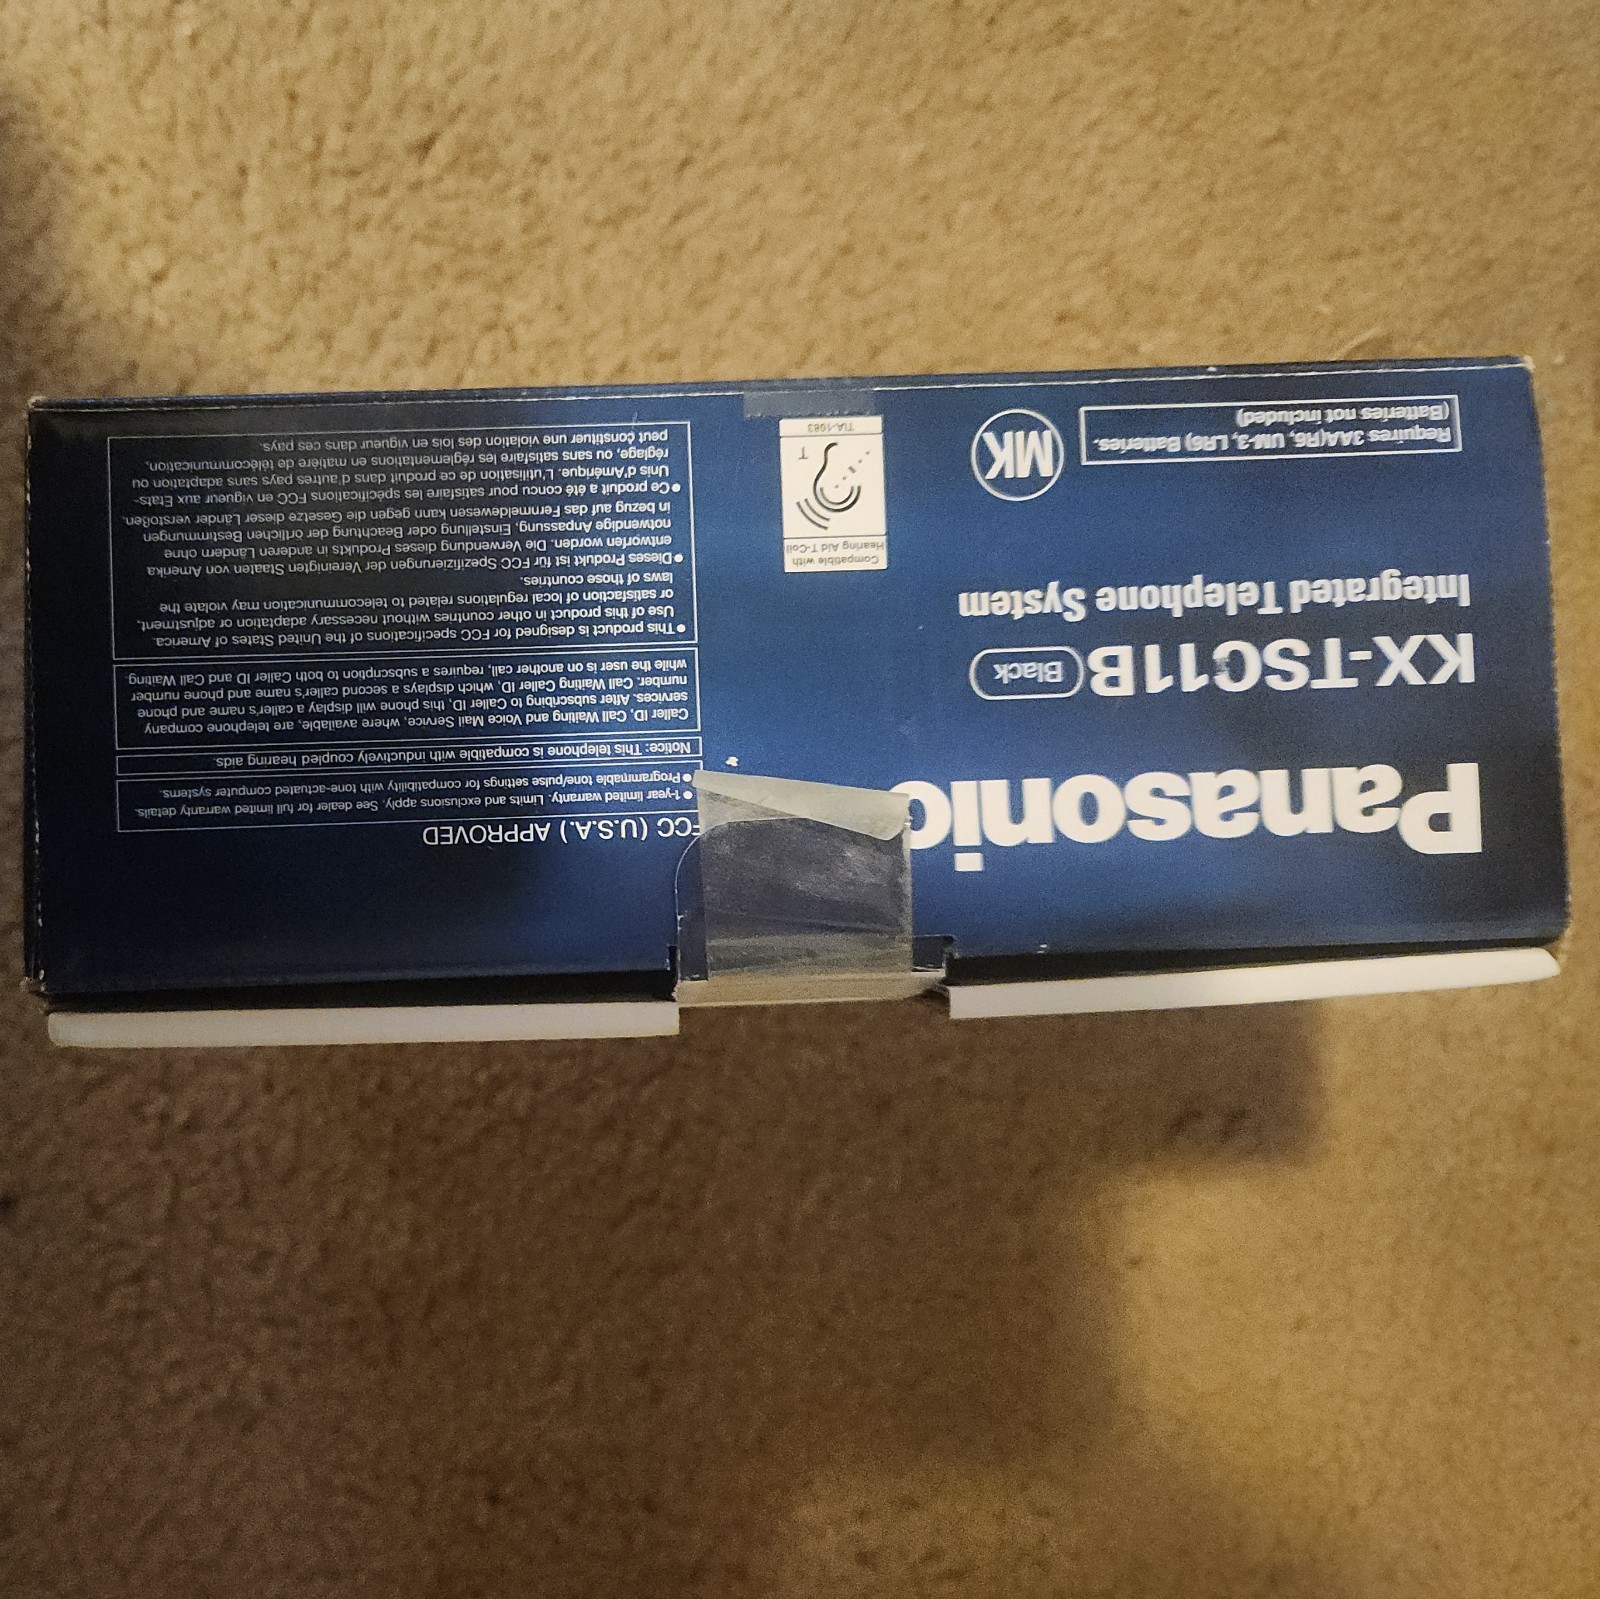 Panasonic
KX-TSC11B Black
Integrated Telephone System
Requires 3AA(R6, UM-3, LR6) Batteries.
(Batteries not included)
MK
Compatible with
Hearing Aid T-Coil
T
TIA-1083
FCC (U.S.A.) APPROVED
● 1-year limited warranty. Limits and exclusions apply. See dealer for full limited warranty details.
● Programmable tone/pulse settings for compatibility with tone-actuated computer systems.
Notice: This telephone is compatible with inductively coupled hearing aids.
Caller ID, Call Waiting and Voice Mail Service, where available, are telephone company
services. After subscribing to Caller ID, this phone will display a caller's name and phone
number. Call Waiting Caller ID, which displays a second caller's name and phone number
while the user is on another call, requires a subscription to both Caller ID and Call Waiting.
● This product is designed for FCC specifications of the United States of America.
Use of this product in other countries without necessary adaptation or adjustment,
or satisfaction of local regulations related to telecommunication may violate the
laws of those countries.
● Dieses Produkt ist für FCC Spezifizierungen der Vereinigten Staaten von Amerika
entworfen worden. Die Verwendung dieses Produkts in anderen Ländern ohne
notwendige Anpassung, Einstellung oder Beachtung der örtlichen Bestimmungen
in bezug auf das Fernmeldewesen kann gegen die Gesetze dieser Länder verstoßen.
● Ce produit a été concu pour satisfaire les spécifications FCC en vigueur aux Etats-
Unis d'Amérique. L'utilisation de ce produit dans d'autres pays sans adaptation ou
réglage, ou sans satisfaire les réglementations en matière de télécommunication,
peut constituer une violation des lois en vigueur dans ces pays.